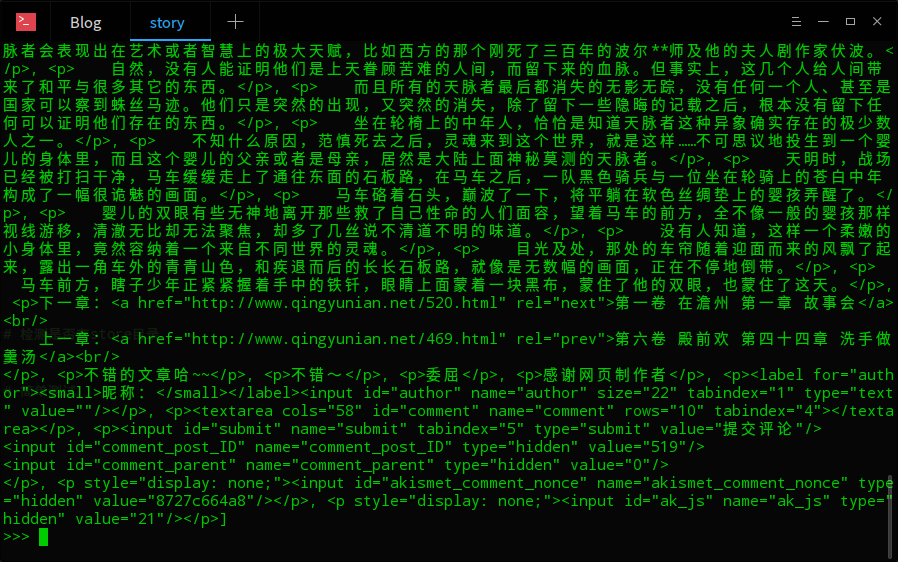 Blog story
脉者会表现出在艺术或者智慧上的极大天赋，比如西方的那个刚死了三百年的波尔**师及他的夫人剧作家伏波。<
/p>, <p>　　自然，没有人能证明他们是上天眷顾苦难的人间，而留下来的血脉。但事实上，这几个人给人间带
来了和平与很多其它的东西。</p>, <p>　　而且所有的天脉者最后都消失的无影无踪，没有任何一个人、甚至是
国家可以察到蛛丝马迹。他们只是突然的出现，又突然的消失，除了留下一些隐晦的记载之后，根本没有留下任
何可以证明他们存在的东西。</p>, <p>　　坐在轮椅上的中年人，恰恰是知道天脉者这种异象确实存在的极少数
人之一。</p>, <p>　　不知什么原因，范慎死去之后，灵魂来到这个世界，就是这样……不可思议地投生到一个婴
儿的身体里，而且这个婴儿的父亲或者是母亲，居然是大陆上面神秘莫测的天脉者。</p>, <p>　　天明时，战场
已经被打扫干净，马车缓缓走上了通往东面的石板路，在马车之后，一队黑色骑兵与一位坐在轮骑上的苍白中年
构成了一幅很诡魅的画面。</p>, <p>　　马车硌着石头，巅波了一下，将平躺在软色丝绸垫上的婴孩弄醒了。</
p>, <p>　　婴儿的双眼有些无神地离开那些救了自己性命的人们面容，望着马车的前方，全不像一般的婴孩那样
视线游移，清澈无比却无法聚焦，却多了几丝说不清道不明的味道。</p>, <p>　　没有人知道，这样一个柔嫩的
小身体里，竟然容纳着一个来自不同世界的灵魂。</p>, <p>　　目光及处，那处的车帘随着迎面而来的风飘了起
来，露出一角车外的青青山色，和疾退而后的长长石板路，就像是无数幅的画面，正在不停地倒带。</p>, <p>
　马车前方，瞎子少年正紧紧握着手中的铁钎，眼睛上面蒙着一块黑布，蒙住了他的双眼，也蒙住了这天。</p>,
<p>下一章：<a href="http://www.qingyunian.net/520.html" rel="next">第一卷 在澹州 第一章 故事会</a>
<br/>
上一章：<a href="http://www.qingyunian.net/469.html" rel="prev">第六卷 殿前欢 第四十四章 洗手做
羹汤</a><br/>
</p>, <p>不错的文章哈~~</p>, <p>不错～</p>, <p>委屈</p>, <p>感谢网页制作者</p>, <p><label for="auth
or"><small>昵称：</small></label><input id="author" name="author" size="22" tabindex="1" type="text
" value=""/></p>, <p><textarea cols="58" id="comment" name="comment" rows="10" tabindex="4"></texta
rea></p>, <p><input id="submit" name="submit" tabindex="5" type="submit" value="提交评论"/>
<input id="comment_post_ID" name="comment_post_ID" type="hidden" value="519"/>
<input id="comment_parent" name="comment_parent" type="hidden" value="0"/>
</p>, <p style="display: none;"><input id="akismet_comment_nonce" name="akismet_comment_nonce" type
="hidden" value="8727c664a8"/></p>, <p style="display: none;"><input id="ak_js" name="ak_js" type="
hidden" value="21"/></p>]
>>>